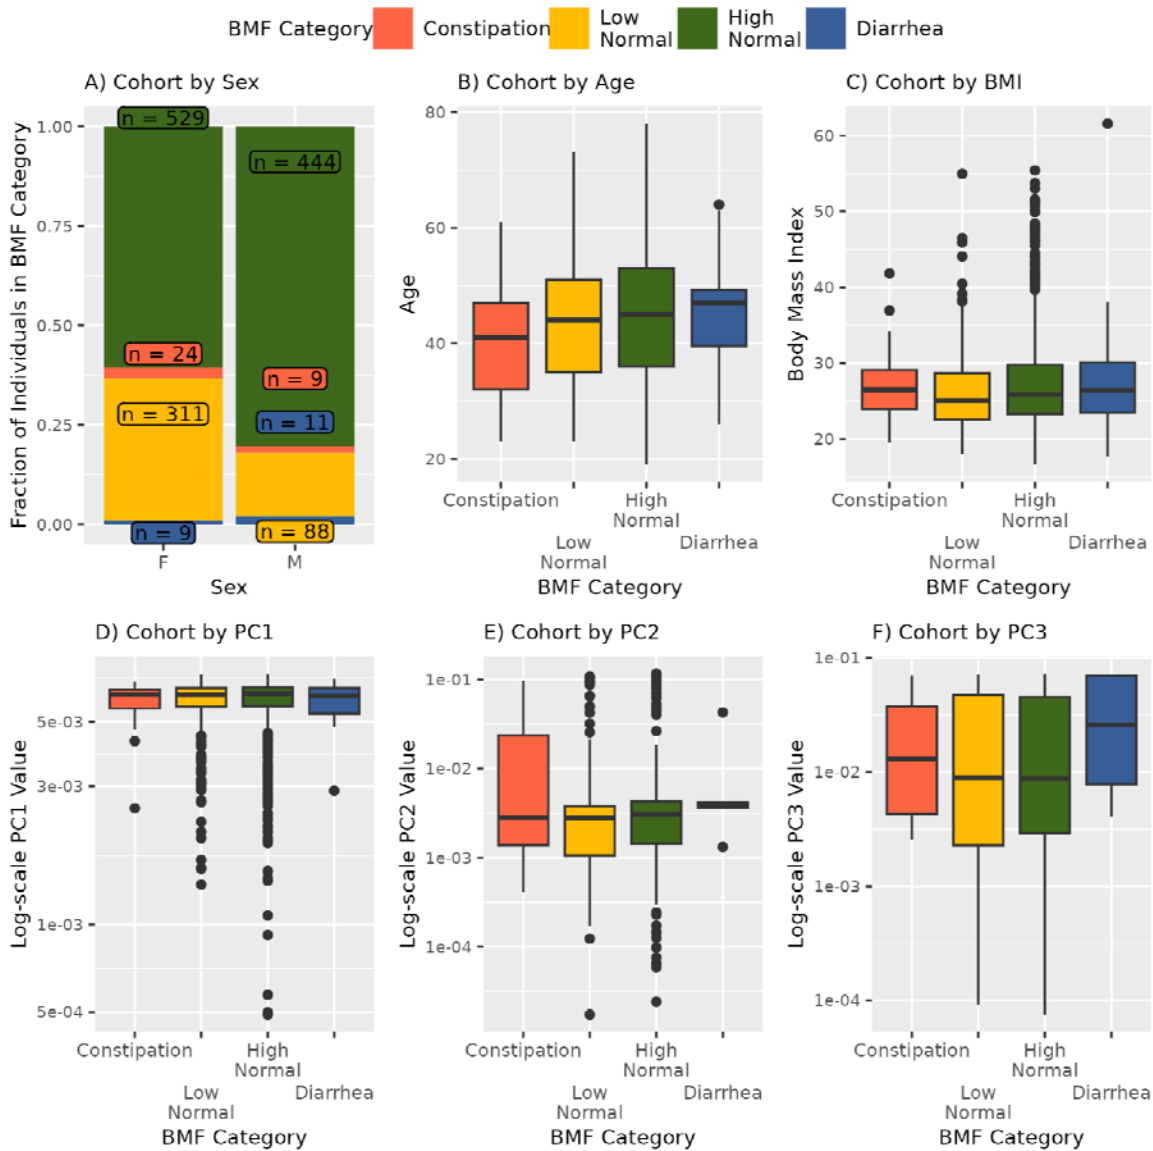 BMF Category
Constipation
Low
Normal
High
Normal
Diarrhea
A) Cohort by Sex
Fraction of Individuals in BMF Category
1.00
0.75
0.50
0.25
0.00
n = 529
n = 444
n = 24
n = 9
n = 311
n = 11
n = 9
n = 88
F
M
Sex
B) Cohort by Age
Age
80
60
40
20
Constipation
High
Normal
Low
Normal
Diarrhea
BMF Category
C) Cohort by BMI
Body Mass Index
60
50
40
30
20
Constipation
High
Normal
Low
Normal
Diarrhea
BMF Category
D) Cohort by PC1
Log-scale PC1 Value
5e-03
3e-03
1e-03
5e-04
Constipation
High
Normal
Low
Normal
Diarrhea
BMF Category
E) Cohort by PC2
Log-scale PC2 Value
1e-01
1e-02
1e-03
1e-04
Constipation
High
Normal
Low
Normal
Diarrhea
BMF Category
F) Cohort by PC3
Log-scale PC3 Value
1e-01
1e-02
1e-03
1e-04
Constipation
High
Normal
Low
Normal
Diarrhea
BMF Category